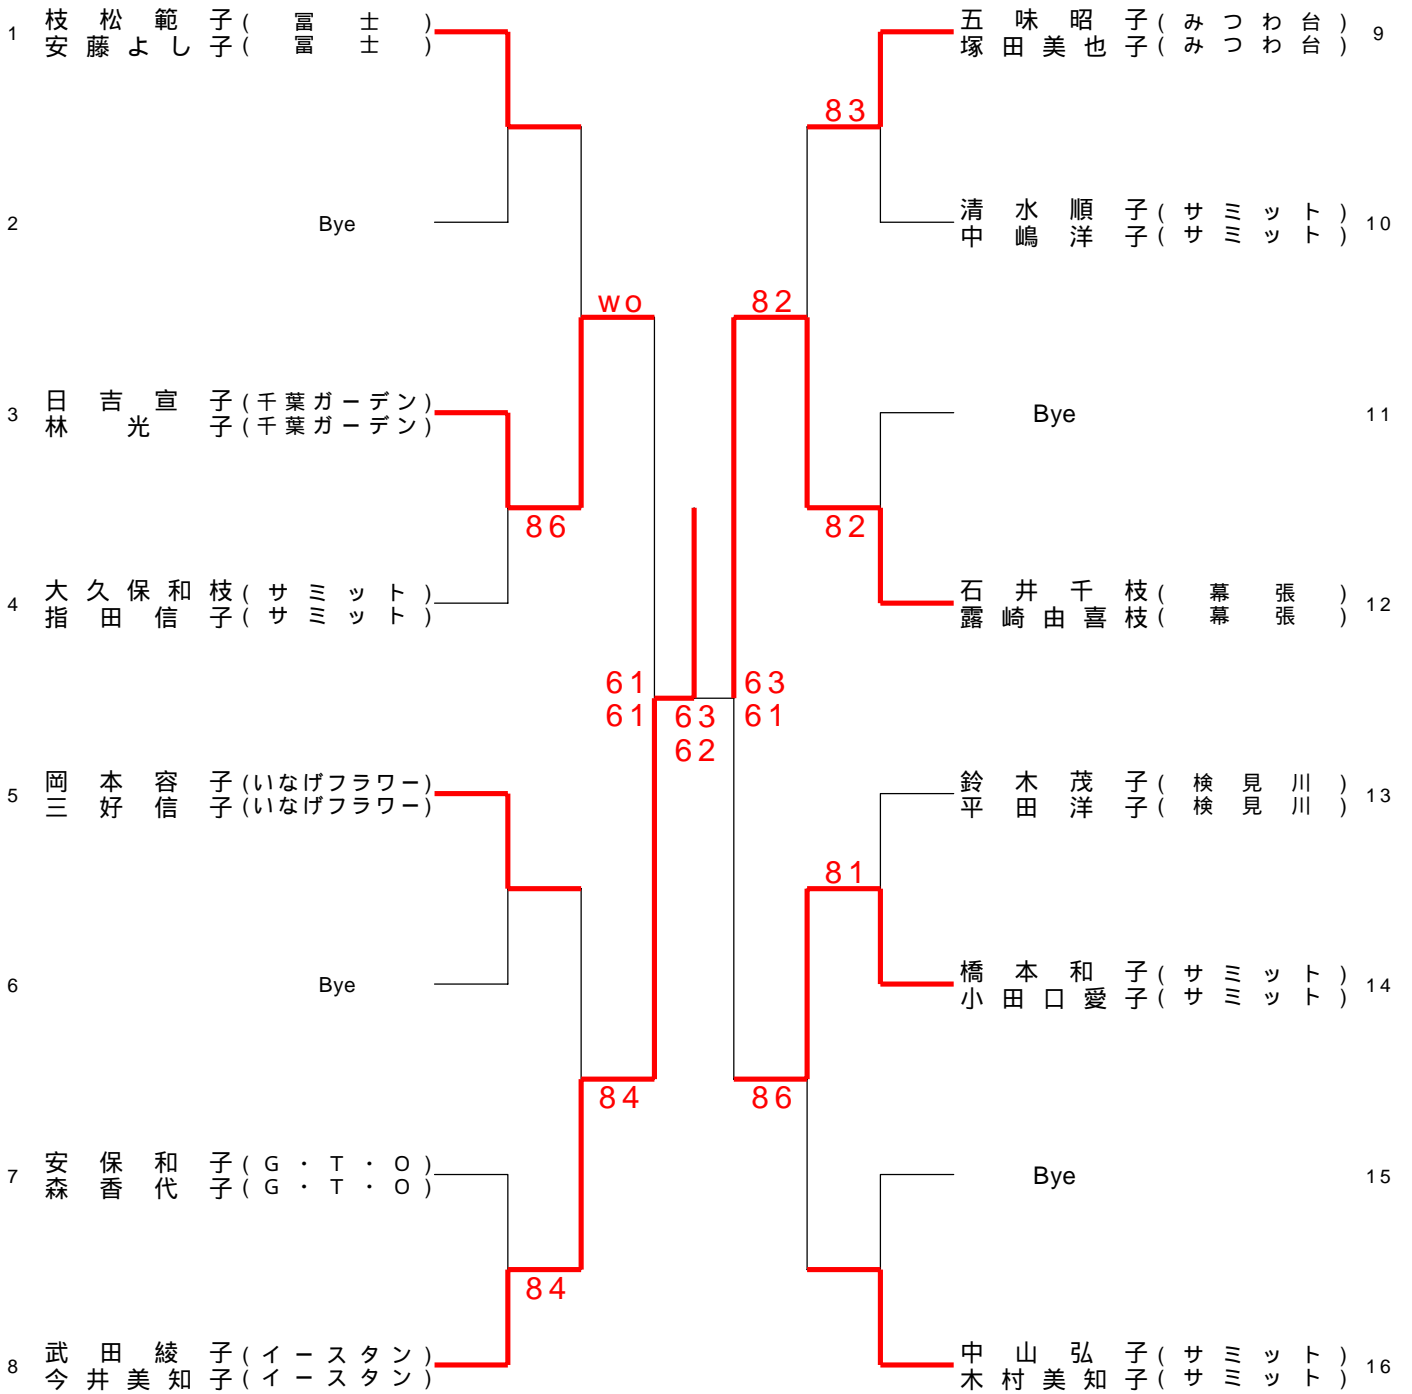 1 枝松範子(冨士)
安藤よし子(冨士)
2 Bye
wo
3 日吉宣子(千葉ガーデン)
林光子(千葉ガーデン)
86
4 大久保和枝(サミット)
指田信子(サミット)
61
61
5 岡本容子(いなげフラワー)
三好信子(いなげフラワー)
6 Bye
84
7 安保和子(G・T・O)
森香代子(G・T・O)
84
8 武田綾子(イースタン)
今井美知子(イースタン)
63
62
五味昭子(みつわ台) 9
塚田美也子(みつわ台)
83
清水順子(サミット) 10
中嶋洋子(サミット)
82
Bye 11
82
石井千枝(幕張) 12
露崎由喜枝(幕張)
63
61
鈴木茂子(検見川) 13
平田洋子(検見川)
81
橋本和子(サミット) 14
小田口愛子(サミット)
86
Bye 15
中山弘子(サミット) 16
木村美知子(サミット)